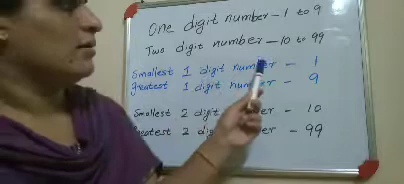 One digit number - 1 to 9
Two digit number - 10 to 99
Smallest 1 digit number - 1
greatest 1 digit number - 9
Smallest 2 digit number - 10
Greatest 2 digit number - 99